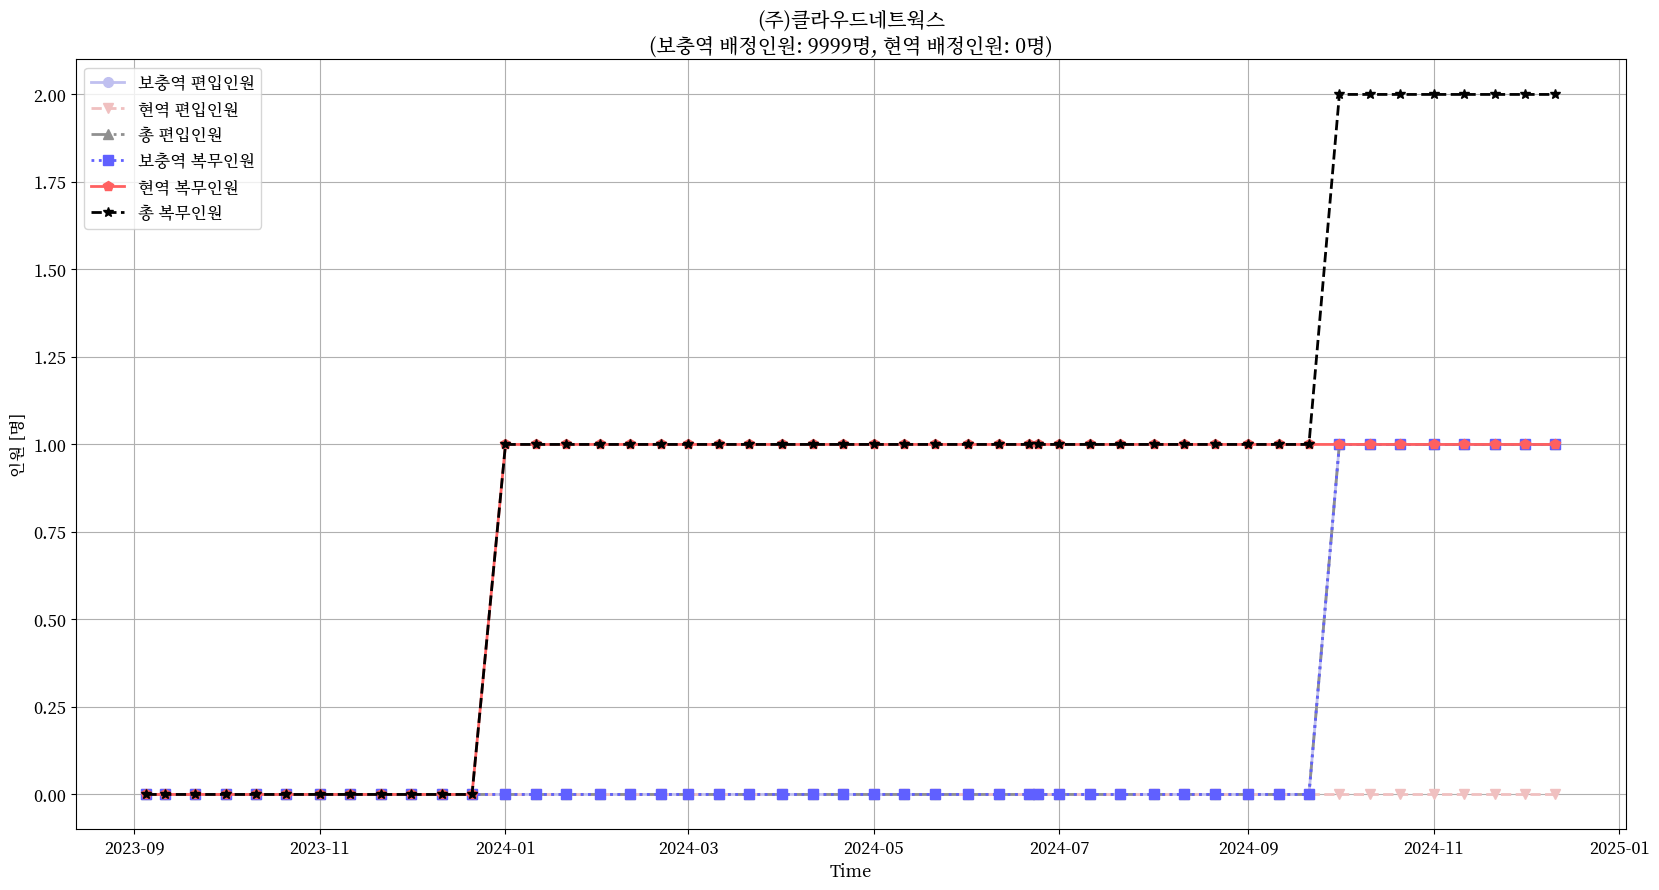 (주)클라우드네트웍스
(보충역 배정인원: 9999명, 현역 배정인원: 0명)
보충역 편입인원
현역 편입인원
총 편입인원
보충역 복무인원
현역 복무인원
총 복무인원
인원 [명]
2.00
1.75
1.50
1.25
1.00
0.75
0.50
0.25
0.00
2023-09 2023-11 2024-01 2024-03 2024-05 2024-07 2024-09 2024-11 2025-01
Time